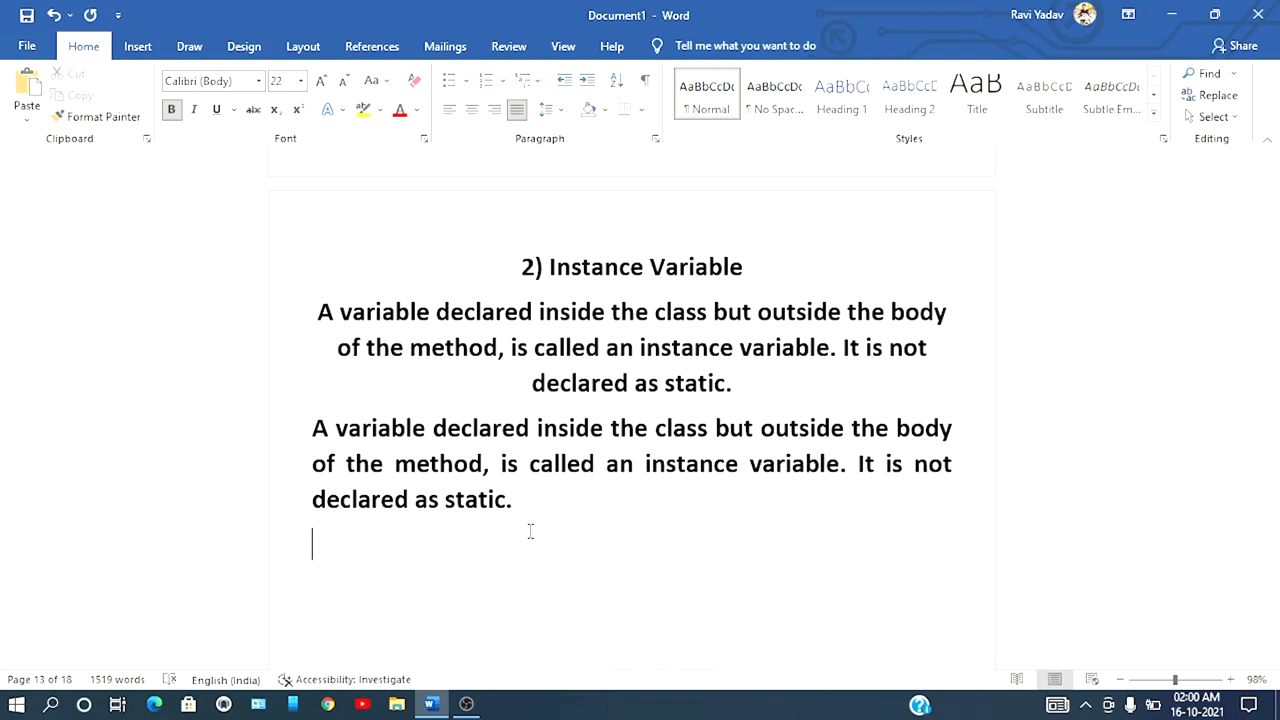 Document1 - Word
Ravi Yadav
File Home Insert Draw Design Layout References Mailings Review View Help Tell me what you want to do Share
Paste
Cut
Copy
Format Painter
Clipboard
Calibri (Body) 22
Font
Paragraph
AaBbCcDc AaBbCcDc AaBbCc AaBbCcC AaB AaBbCcC AaBbCcDc
Normal No Spac... Heading 1 Heading 2 Title Subtitle Subtle Em...
Styles
Find
Replace
Select
Editing
2) Instance Variable
A variable declared inside the class but outside the body
of the method, is called an instance variable. It is not
declared as static.
A variable declared inside the class but outside the body
of the method, is called an instance variable. It is not
declared as static.
Page 13 of 18 1519 words English (India) Accessibility: Investigate 98%
02:00 AM
16-10-2021